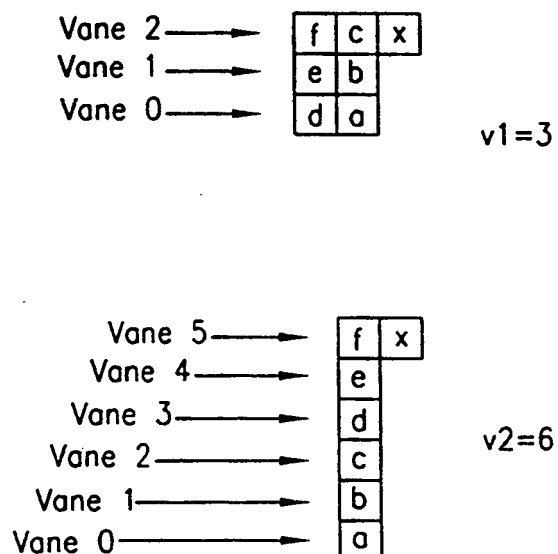 Vane 2 f c x
Vane 1 e b
Vane 0 d a
v1=3
Vane 5 f x
Vane 4 e
Vane 3 d
Vane 2 c
v2=6
Vane 1 b
Vane 0 a